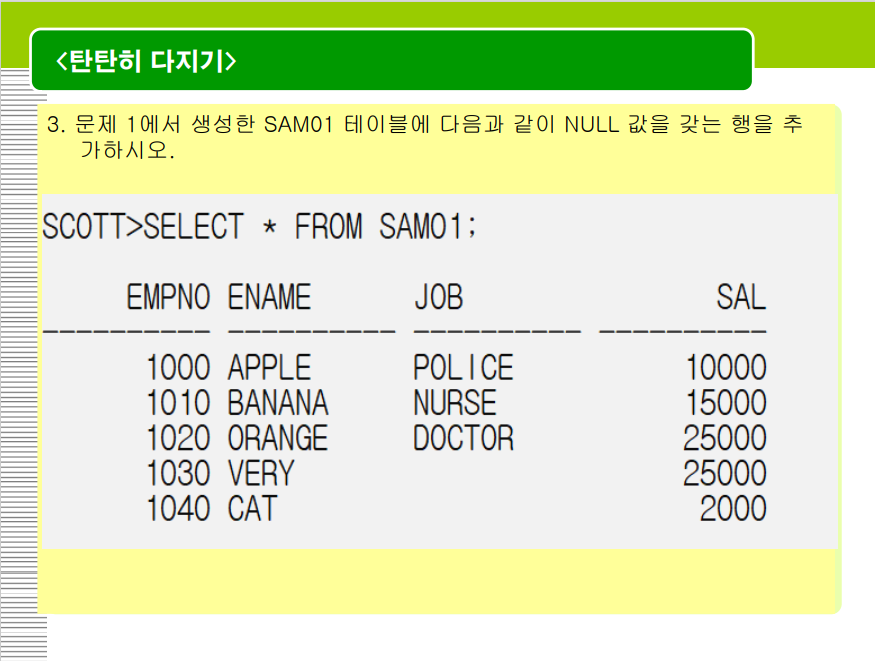 <탄탄히 다지기>
3. 문제 1에서 생성한 SAM01 테이블에 다음과 같이 NULL 값을 갖는 행을 추
가하시오.
SCOTT>SELECT * FROM SAM01;
EMPNO ENAME JOB SAL
---------- ---------- ---------- ----------
1000 APPLE POLICE 10000
1010 BANANA NURSE 15000
1020 ORANGE DOCTOR 25000
1030 VERY 25000
1040 CAT 2000